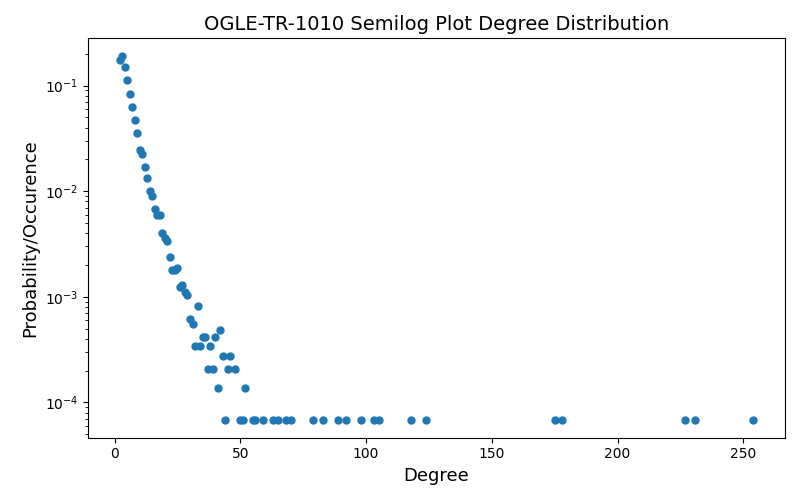 OGLE-TR-1010 Semilog Plot Degree Distribution
Probability/Occurence
10⁻¹
10⁻²
10⁻³
10⁻⁴
0 50 100 150 200 250
Degree